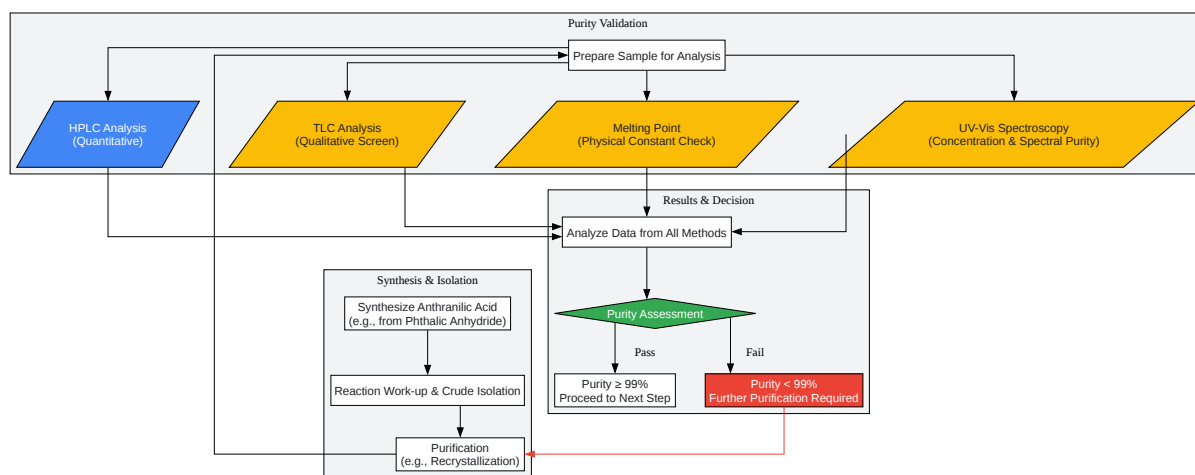 Purity Validation
Prepare Sample for Analysis
HPLC Analysis
(Quantitative)
TLC Analysis
(Qualitative Screen)
Melting Point
(Physical Constant Check)
UV-Vis Spectroscopy
(Concentration & Spectral Purity)
Results & Decision
Analyze Data from All Methods
Purity Assessment
Pass
Fail
Purity ≥ 99%
Proceed to Next Step
Purity < 99%
Further Purification Required
Synthesis & Isolation
Synthesize Anthranilic Acid
(e.g., from Phthalic Anhydride)
Reaction Work-up & Crude Isolation
Purification
(e.g., Recrystallization)